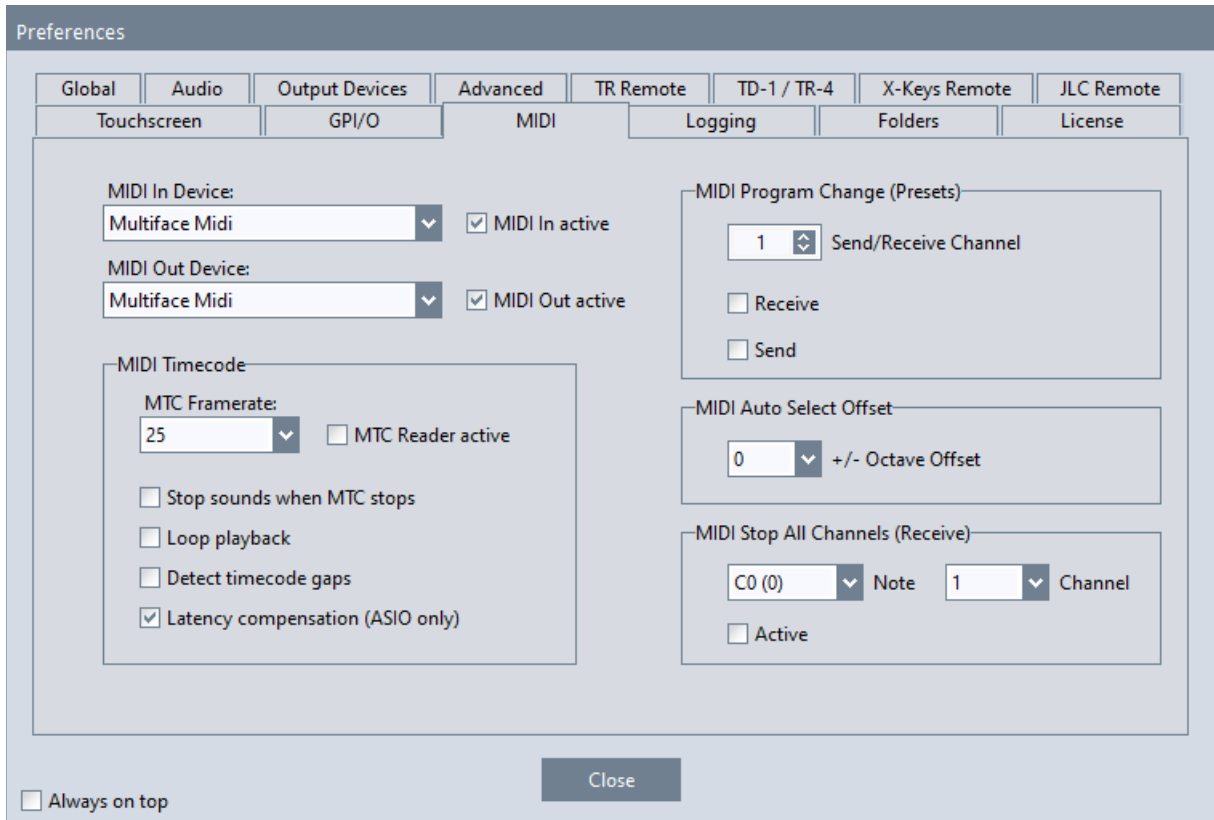 Preferences
Global Audio Output Devices Advanced TR Remote TD-1 / TR-4 X-Keys Remote JLC Remote
Touchscreen GPI/O MIDI Logging Folders License
MIDI In Device:
Multiface Midi
MIDI In active
MIDI Out Device:
Multiface Midi
MIDI Out active
MIDI Timecode
MTC Framerate:
25
MTC Reader active
Stop sounds when MTC stops
Loop playback
Detect timecode gaps
Latency compensation (ASIO only)
MIDI Program Change (Presets)
1 Send/Receive Channel
Receive
Send
MIDI Auto Select Offset
0 +/- Octave Offset
MIDI Stop All Channels (Receive)
C0 (0) Note 1 Channel
Active
Close
Always on top